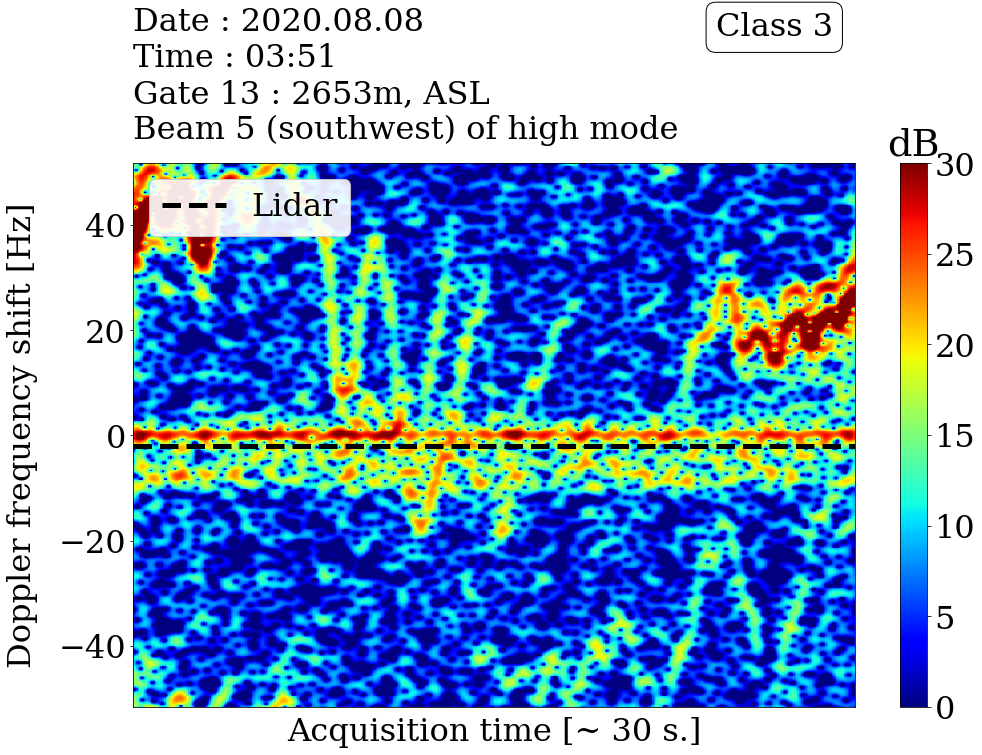 Date : 2020.08.08
Time : 03:51
Gate 13 : 2653m, ASL
Beam 5 (southwest) of high mode
Class 3
dB
Lidar
Doppler frequency shift [Hz]
40
20
0
−20
−40
Acquisition time [~ 30 s.]
30
25
20
15
10
5
0